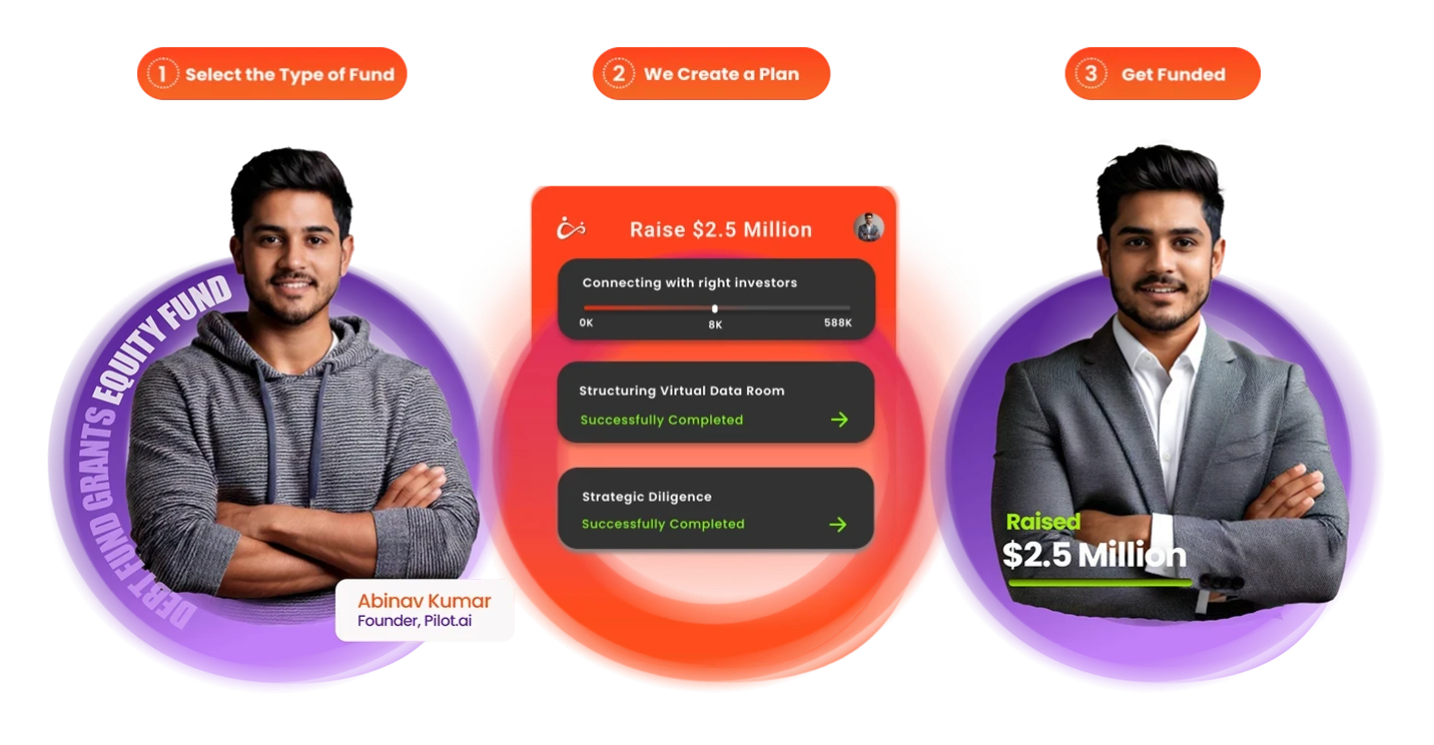 1 Select the Type of Fund
2 We Create a Plan
3 Get Funded
DEBT FUND GRANTS EQUITY FUND
Abinav Kumar
Founder, Pilot.ai
Raise $2.5 Million
Connecting with right investors
0K 8K 588K
Structuring Virtual Data Room
Successfully Completed
Strategic Diligence
Successfully Completed
Raised
$2.5 Million